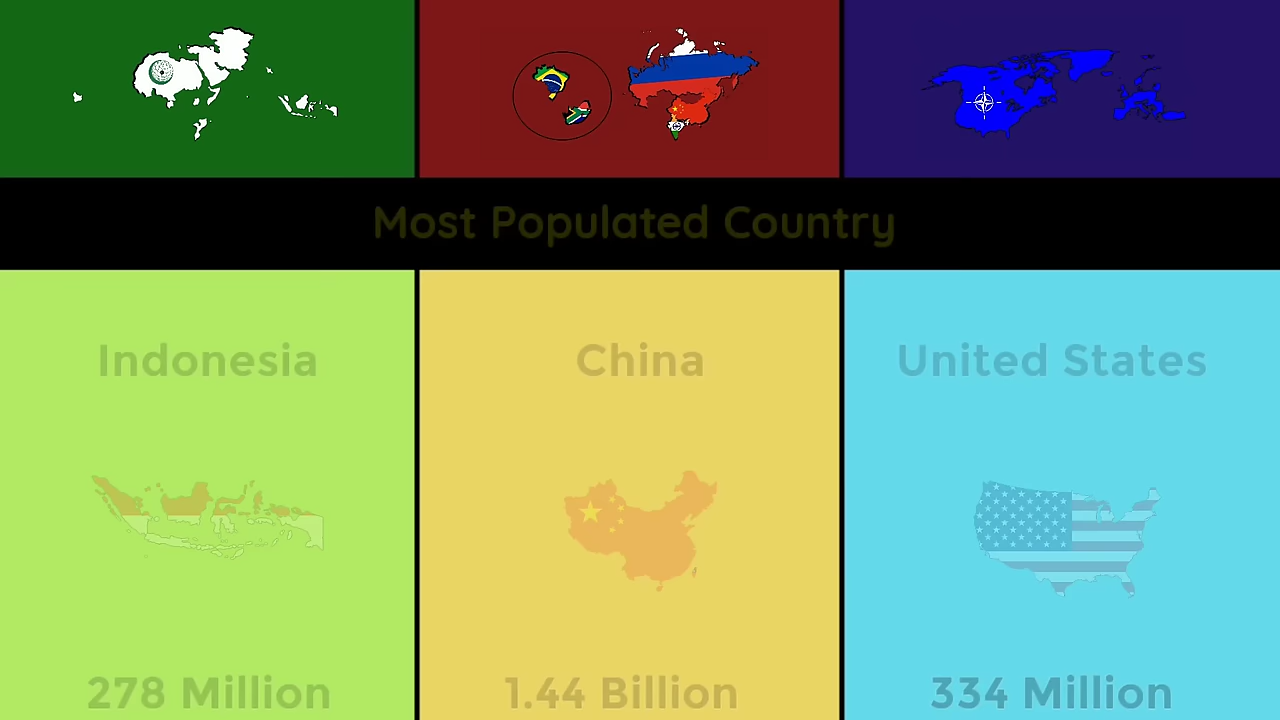 Most Populated Country
Indonesia
China
United States
278 Million
1.44 Billion
334 Million